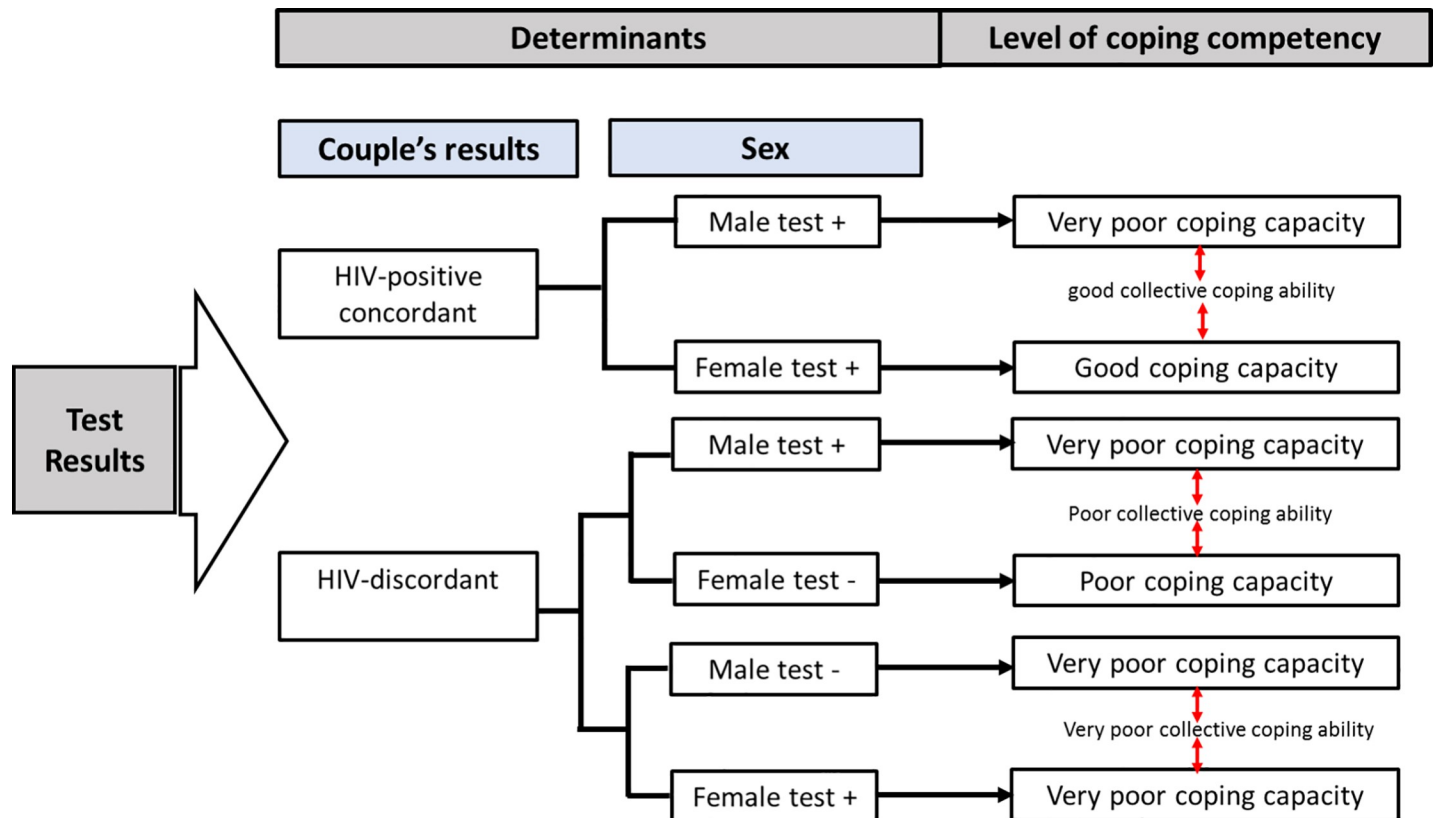 Determinants
Level of coping competency
Couple's results
Sex
Test
Results
HIV-positive
concordant
Male test +
Very poor coping capacity
good collective coping ability
Female test +
Good coping capacity
HIV-discordant
Male test +
Very poor coping capacity
Poor collective coping ability
Female test -
Poor coping capacity
Male test -
Very poor coping capacity
Very poor collective coping ability
Female test +
Very poor coping capacity